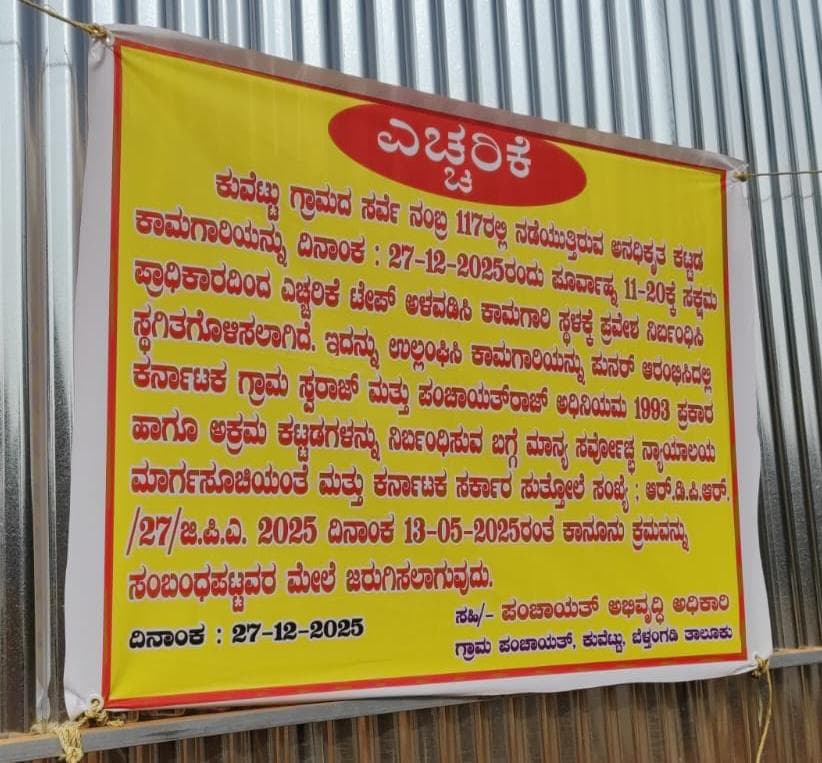 ಎಚ್ಚರಿಕೆ
ಕುವೆಟ್ಟು ಗ್ರಾಮದ ಸರ್ವೆ ನಂಬ್ರ 117ರಲ್ಲಿ ನಡೆಯುತ್ತಿರುವ ಅನಧಿಕೃತ ಕಟ್ಟಡ
ಕಾಮಗಾರಿಯನ್ನು ದಿನಾಂಕ : 27-12-2025ರಂದು ಪೂರ್ವಾಹ್ನ 11-20ಕ್ಕೆ ಸಕ್ಷಮ
ಪ್ರಾಧಿಕಾರದಿಂದ ಎಚ್ಚರಿಕೆ ಟೇಪ್ ಅಳವಡಿಸಿ ಕಾಮಗಾರಿ ಸ್ಥಳಕ್ಕೆ ಪ್ರವೇಶ ನಿರ್ಬಂಧಿಸಿ
ಸ್ಥಗಿತಗೊಳಿಸಲಾಗಿದೆ. ಇದನ್ನು ಉಲ್ಲಂಘಿಸಿ ಕಾಮಗಾರಿಯನ್ನು ಪುನರ್ ಆರಂಭಿಸಿದಲ್ಲಿ
ಕರ್ನಾಟಕ ಗ್ರಾಮ ಸ್ವರಾಜ್ ಮತ್ತು ಪಂಚಾಯತ್‌ರಾಜ್ ಅಧಿನಿಯಮ 1993 ಪ್ರಕಾರ
ಹಾಗೂ ಅಕ್ರಮ ಕಟ್ಟಡಗಳನ್ನು ನಿರ್ಬಂಧಿಸುವ ಬಗ್ಗೆ ಮಾನ್ಯ ಸರ್ವೋಚ್ಛ ನ್ಯಾಯಾಲಯ
ಮಾರ್ಗಸೂಚಿಯಂತೆ ಮತ್ತು ಕರ್ನಾಟಕ ಸರ್ಕಾರ ಸುತ್ತೋಲೆ ಸಂಖ್ಯೆ : ಆರ್.ಡಿ.ಪಿ.ಆರ್.
/27/ಜಿ.ಪಿ.ಎ. 2025 ದಿನಾಂಕ 13-05-2025ರಂತೆ ಕಾನೂನು ಕ್ರಮವನ್ನು
ಸಂಬಂಧಪಟ್ಟವರ ಮೇಲೆ ಜರುಗಿಸಲಾಗುವುದು.
ಸಹಿ/- ಪಂಚಾಯತ್ ಅಭಿವೃದ್ಧಿ ಅಧಿಕಾರಿ
ದಿನಾಂಕ : 27-12-2025
ಗ್ರಾಮ ಪಂಚಾಯತ್, ಕುವೆಟ್ಟು, ಬೆಳ್ತಂಗಡಿ ತಾಲೂಕು